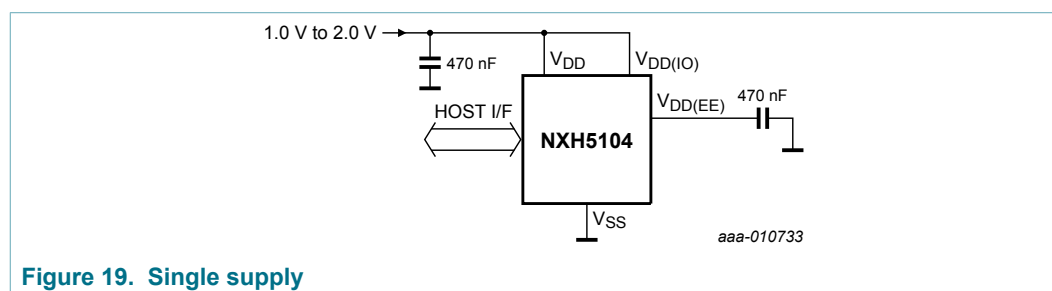 1.0 V to 2.0 V
470 nF
VDD
VDD(IO)
VDD(EE)
470 nF
HOST I/F
NXH5104
VSS
aaa-010733
Figure 19. Single supply